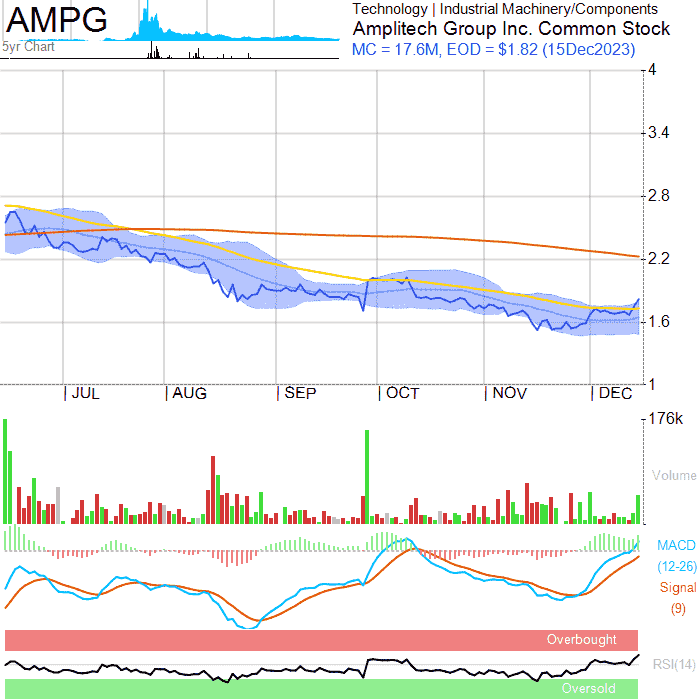 AMPG
5yr Chart
Technology | Industrial Machinery/Components
Amplitech Group Inc. Common Stock
MC = 17.6M, EOD = $1.82 (15Dec2023)
4
3.4
2.8
2.2
1.6
1
JUL
AUG
SEP
OCT
NOV
DEC
176k
Volume
MACD
(12-26)
Signal
(9)
Overbought
RSI(14)
Oversold